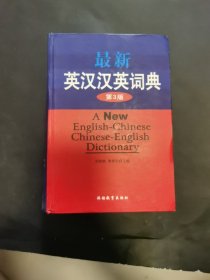 最新
英汉汉英词典
第3版
A New
English-Chinese
Chinese-English
Dictionary